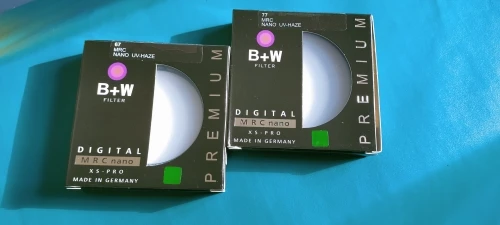 67
MRC
NANO UV-HAZE
B+W
FILTER
DIGITAL
MRC nano
XS-PRO
MADE IN GERMANY
PREMIUM
77
MRC
NANO UV-HAZE
B+W
FILTER
DIGITAL
MRC nano
XS-PRO
MADE IN GERMANY
PREMIUM